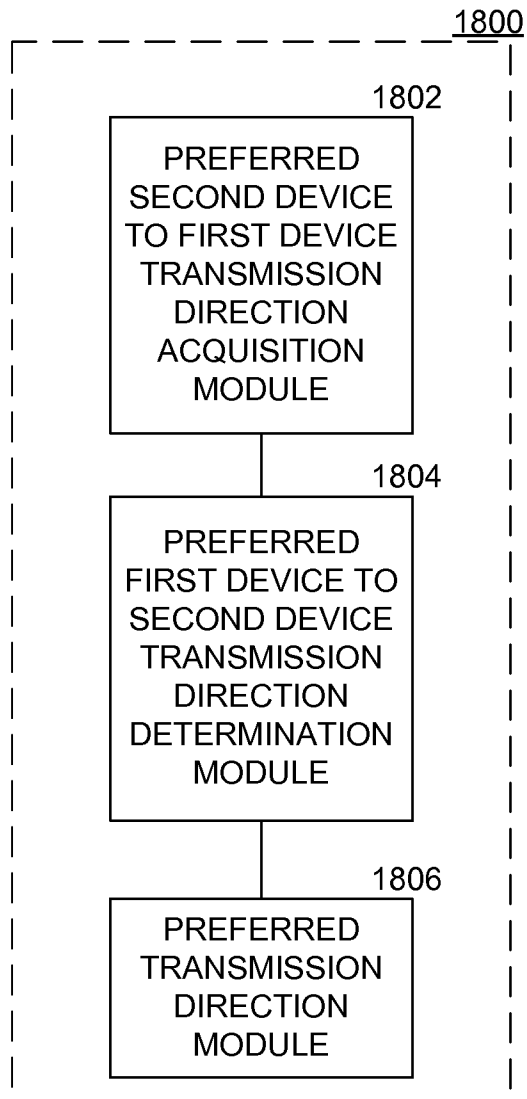 1800
1802
PREFERRED
SECOND DEVICE
TO FIRST DEVICE
TRANSMISSION
DIRECTION
ACQUISITION
MODULE
1804
PREFERRED
FIRST DEVICE TO
SECOND DEVICE
TRANSMISSION
DIRECTION
DETERMINATION
MODULE
1806
PREFERRED
TRANSMISSION
DIRECTION
MODULE